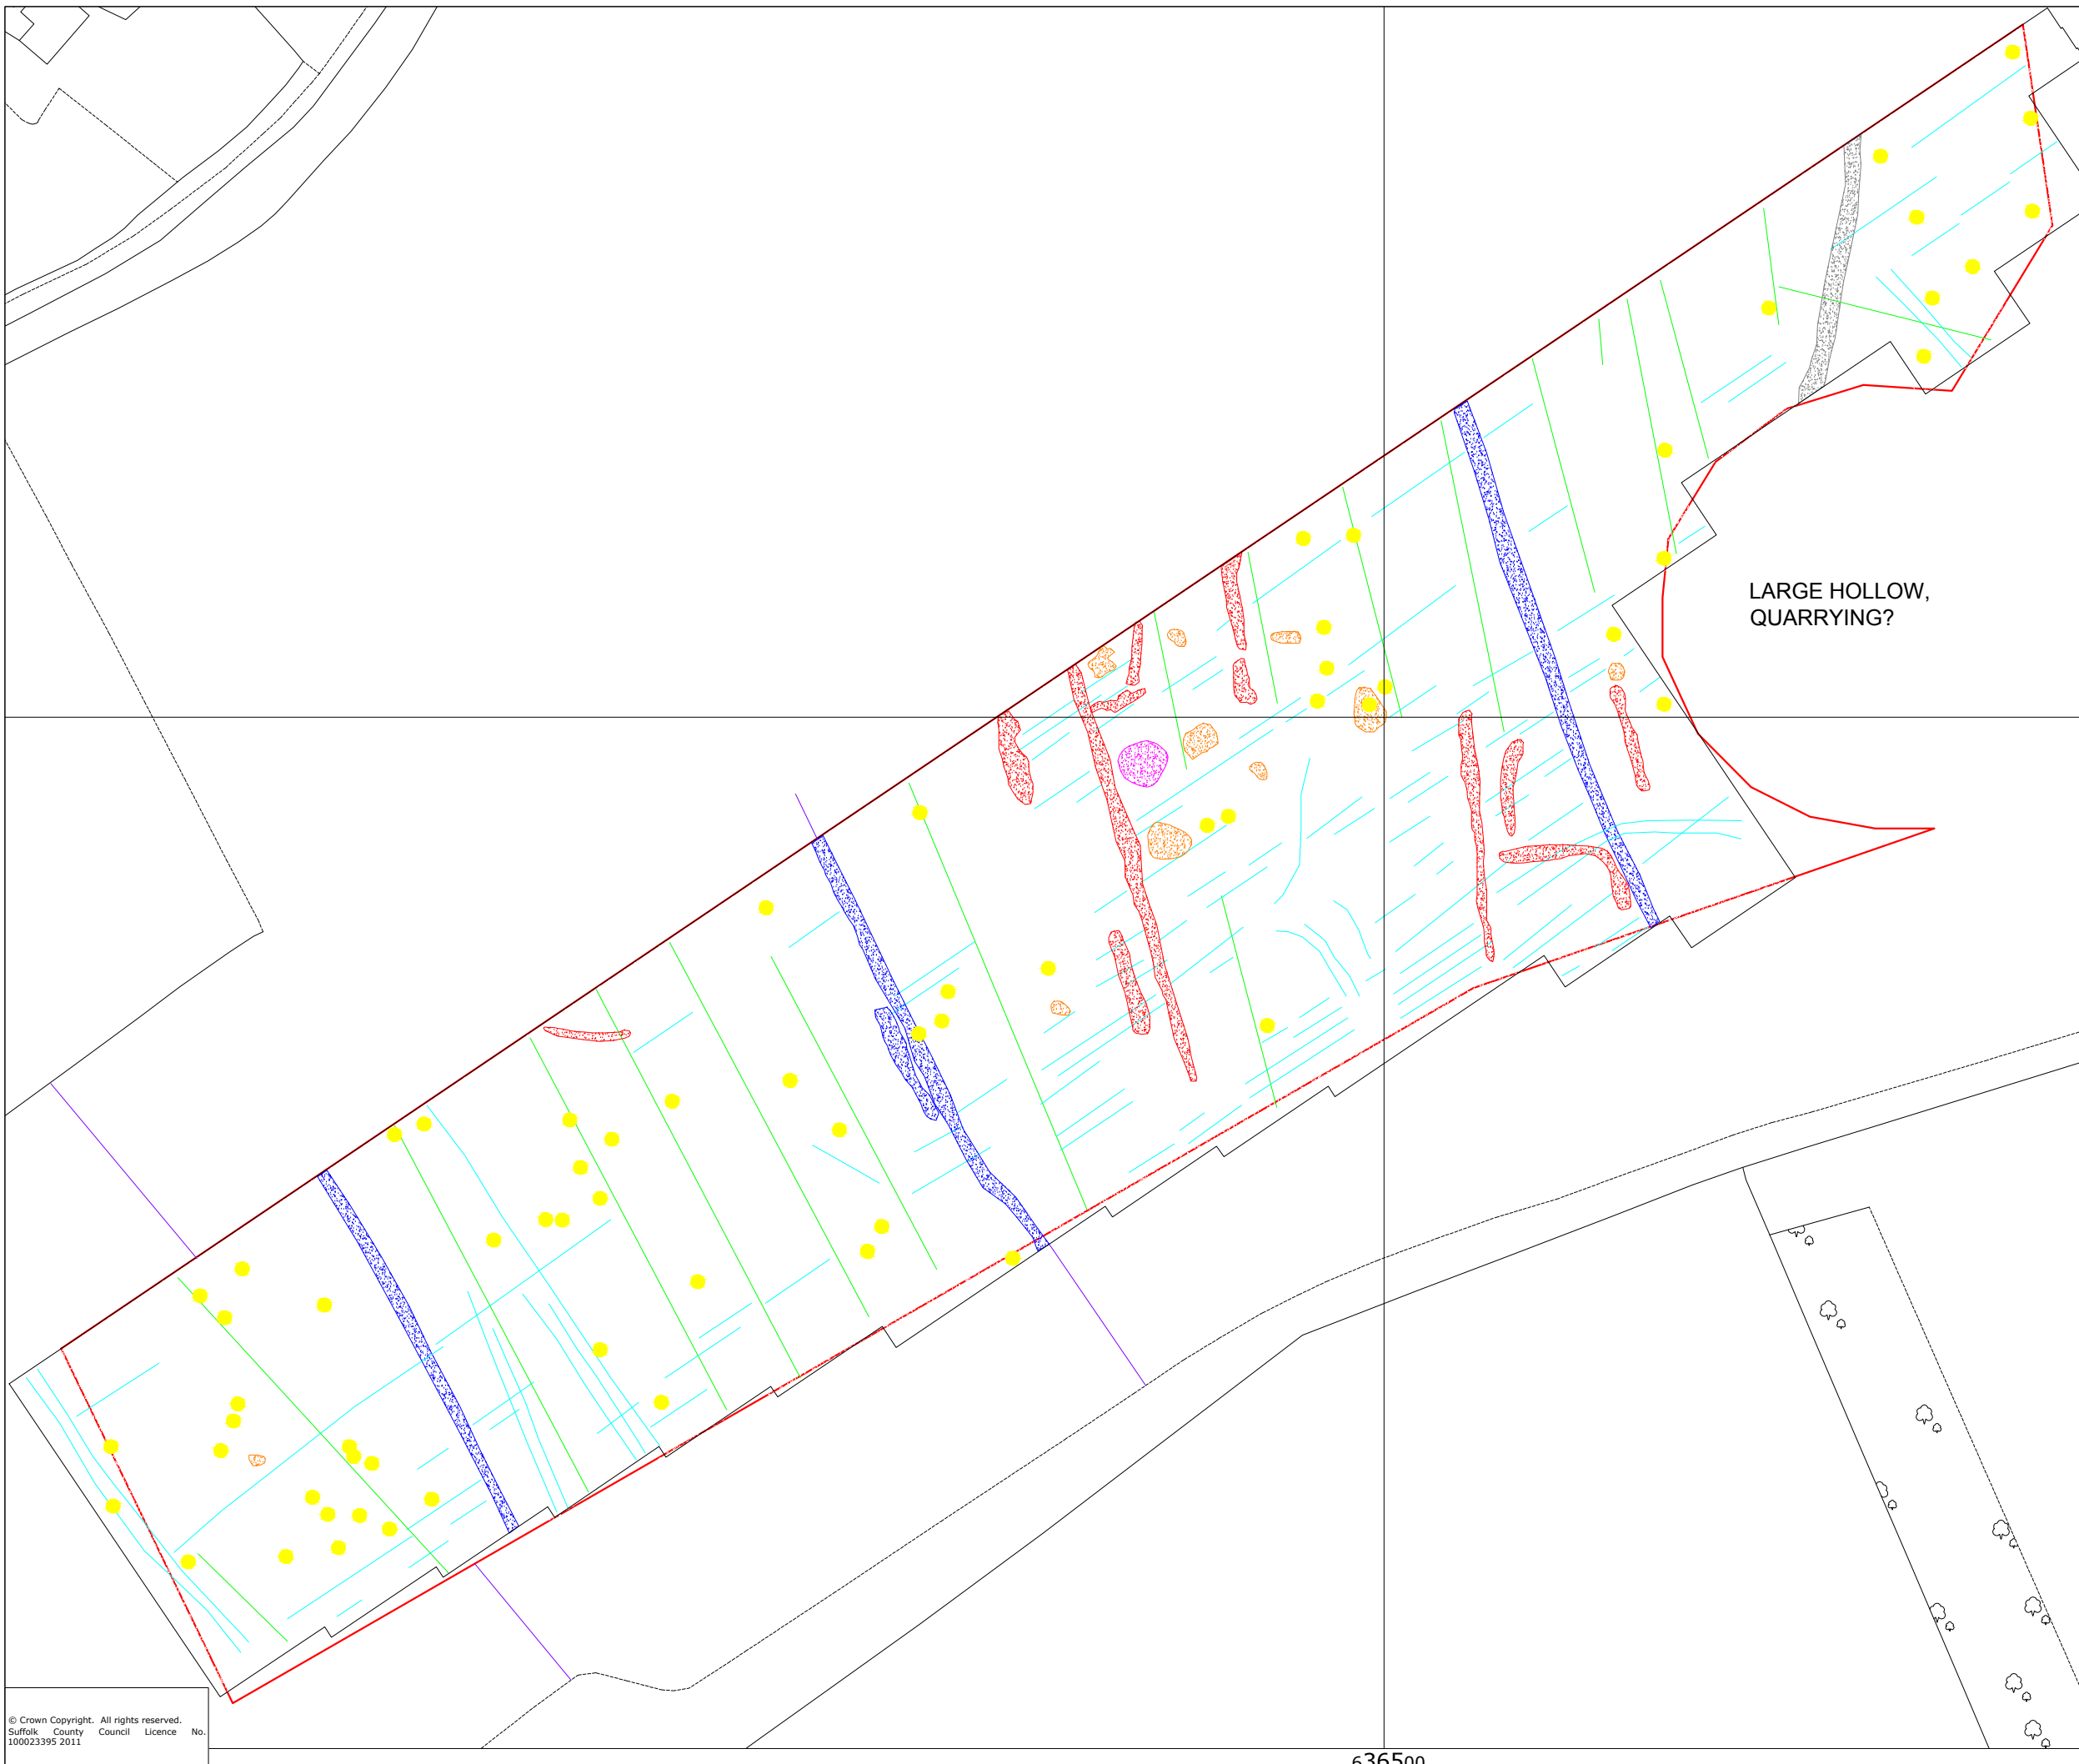 LARGE HOLLOW,
QUARRYING?
© Crown Copyright. All rights reserved.
Suffolk County Council Licence No.
100023395 2011
636500